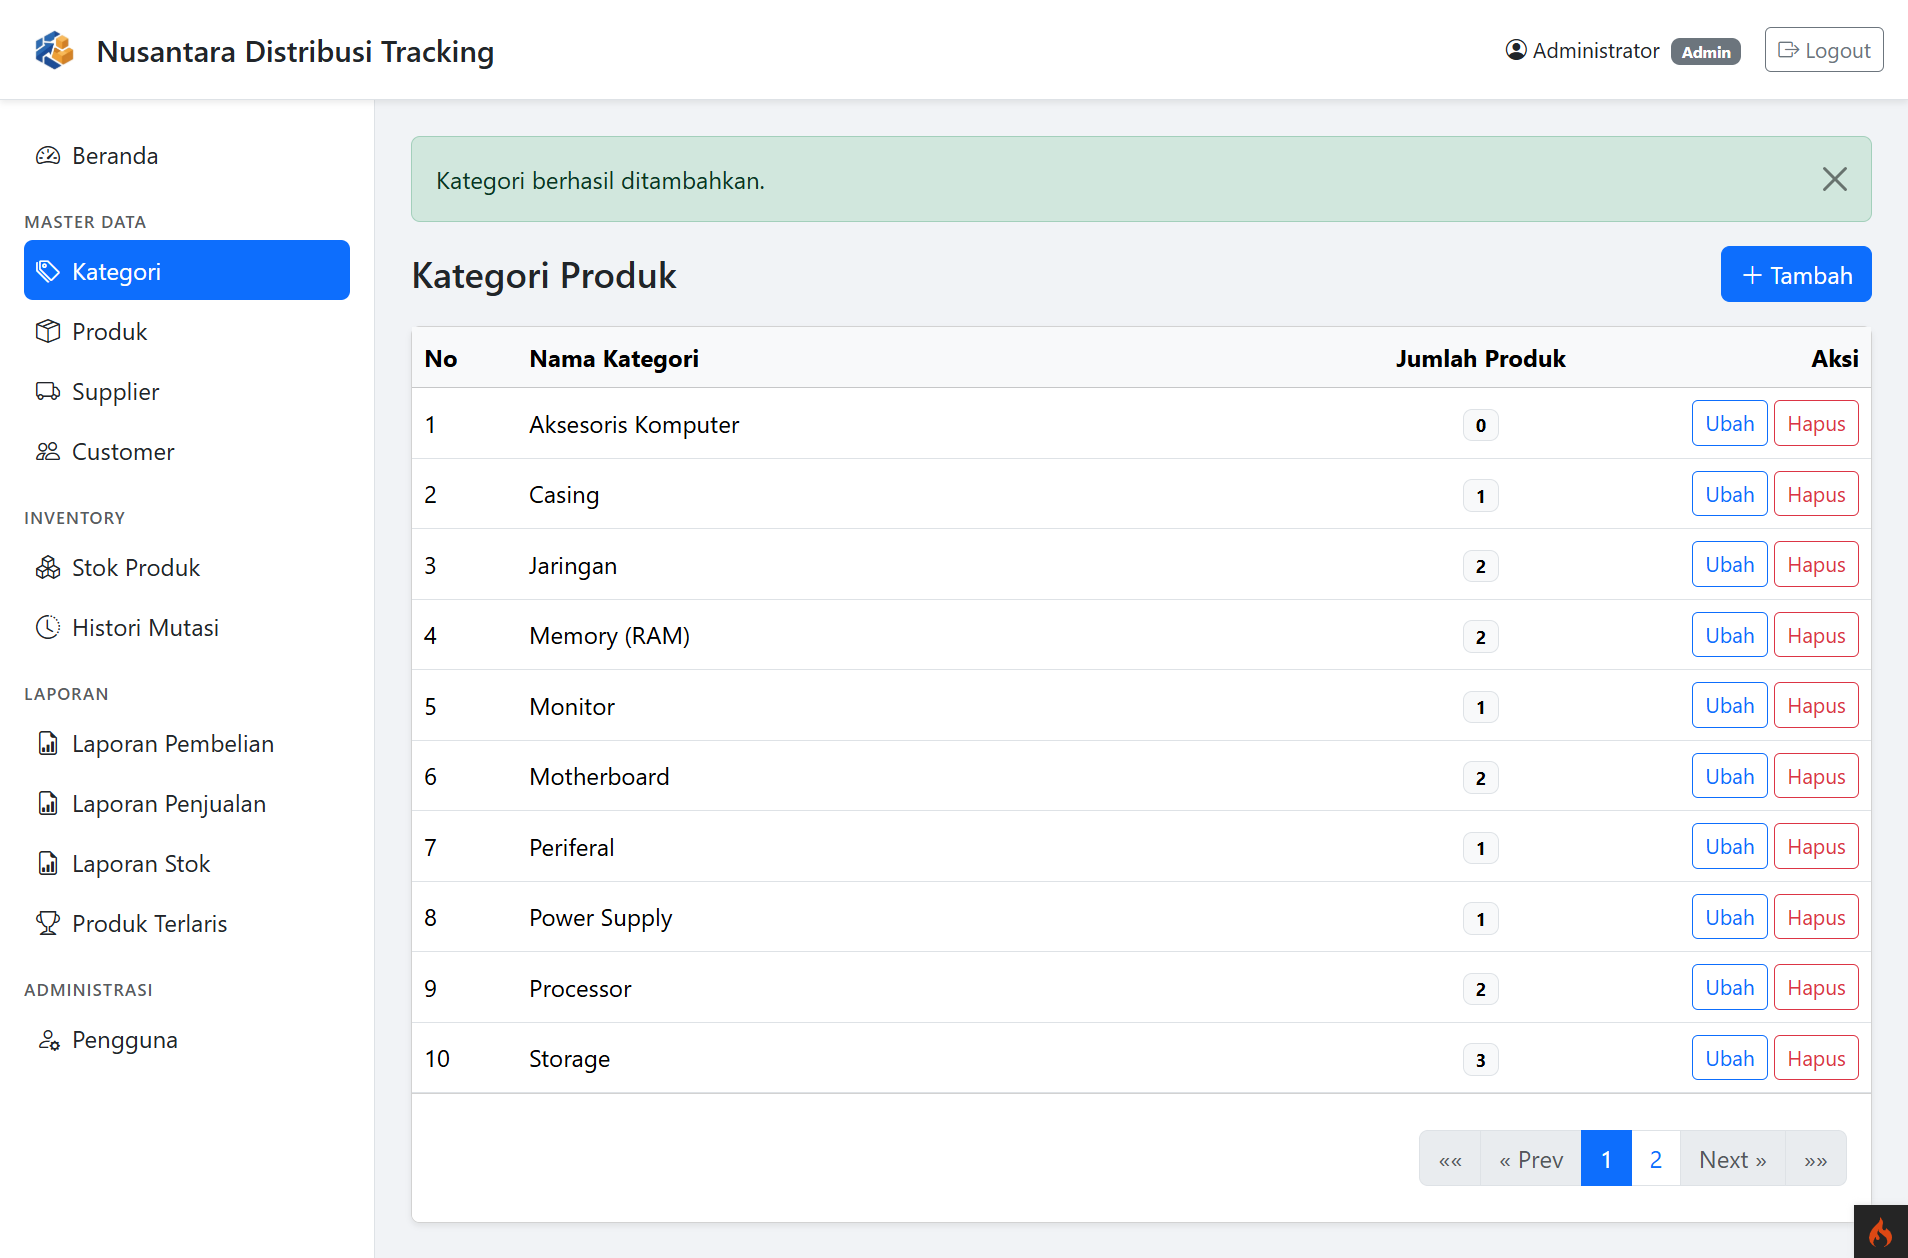 Nusantara Distribusi Tracking
Administrator Admin Logout
Beranda
MASTER DATA
Kategori
Produk
Supplier
Customer
INVENTORY
Stok Produk
Histori Mutasi
LAPORAN
Laporan Pembelian
Laporan Penjualan
Laporan Stok
Produk Terlaris
ADMINISTRASI
Pengguna
Kategori berhasil ditambahkan.
Kategori Produk
+ Tambah
No Nama Kategori Jumlah Produk Aksi
1 Aksesoris Komputer 0 Ubah Hapus
2 Casing 1 Ubah Hapus
3 Jaringan 2 Ubah Hapus
4 Memory (RAM) 2 Ubah Hapus
5 Monitor 1 Ubah Hapus
6 Motherboard 2 Ubah Hapus
7 Periferal 1 Ubah Hapus
8 Power Supply 1 Ubah Hapus
9 Processor 2 Ubah Hapus
10 Storage 3 Ubah Hapus
«« « Prev 1 2 Next » »»